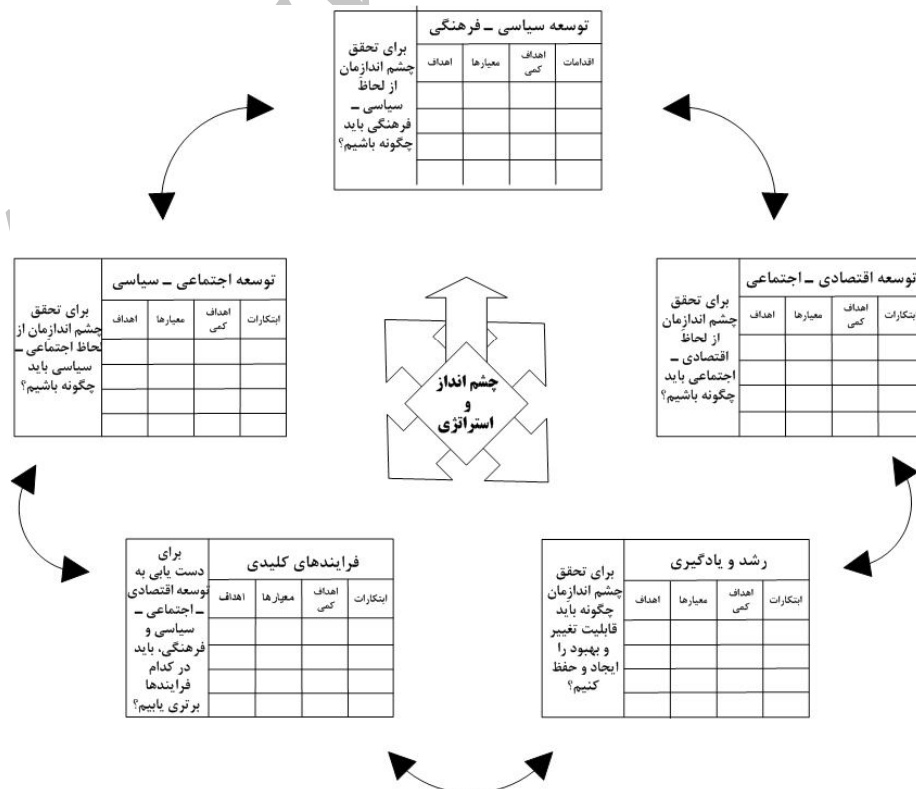 توسعه سیاسی ـ فرهنگی
برای تحقق
چشم اندازمان
از لحاظ
سیاسی ـ
فرهنگی باید
چگونه باشیم؟
اهداف
معیارها
اهداف
کمی
اقدامات
توسعه اقتصادی ـ اجتماعی
برای تحقق
چشم اندازمان
از لحاظ
اقتصادی ـ
اجتماعی باید
چگونه باشیم؟
اهداف
معیارها
اهداف
کمی
ابتکارات
توسعه اجتماعی ـ سیاسی
برای تحقق
چشم اندازمان از
لحاظ اجتماعی ـ
سیاسی باید
چگونه باشیم؟
اهداف
معیارها
اهداف
کمی
ابتکارات
چشم انداز
و
استراتژی
رشد و یادگیری
برای تحقق
چشم اندازمان
چگونه باید
قابلیت تغییر
و بهبود را
ایجاد و حفظ
کنیم؟
اهداف
معیارها
اهداف
کمی
ابتکارات
فرایندهای کلیدی
برای
دست یابی به
توسعه اقتصادی
ـ اجتماعی ـ
سیاسی و
فرهنگی، باید
در کدام
فرایندها
برتری یابیم؟
اهداف
معیارها
اهداف
کمی
ابتکارات